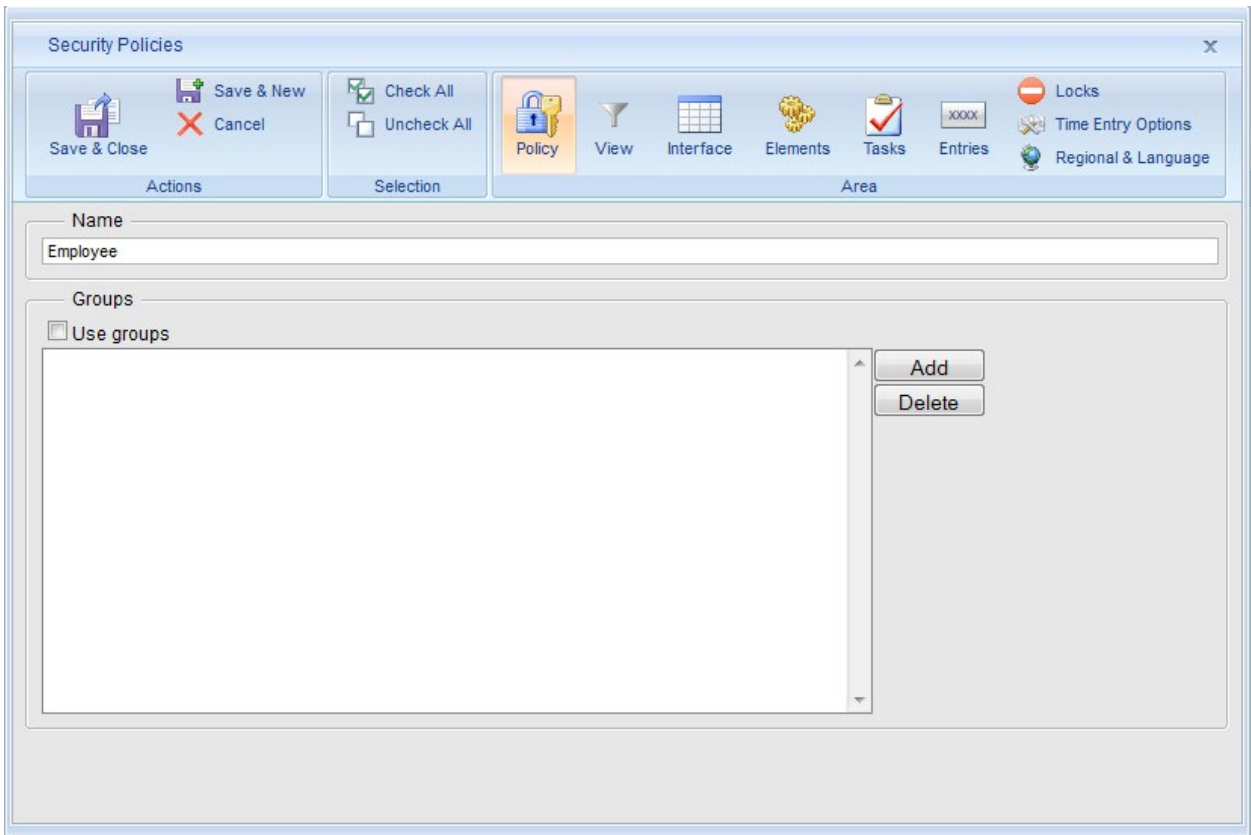 Security Policies
x
Save & Close
Save & New
Cancel
Actions
Check All
Uncheck All
Selection
Policy
View
Interface
Elements
Tasks
xxxx
Entries
Locks
Time Entry Options
Regional & Language
Area
Name
Employee
Groups
Use groups
Add
Delete